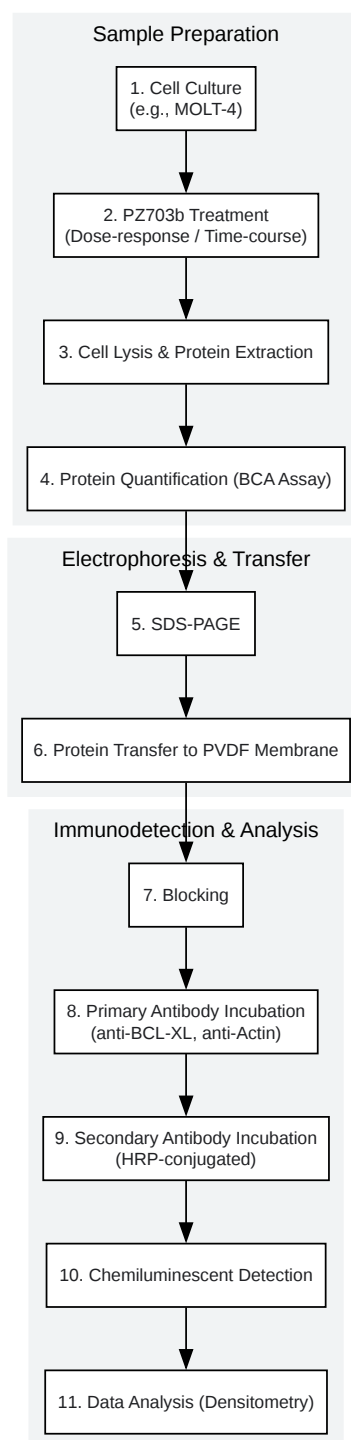 Sample Preparation
1. Cell Culture
(e.g., MOLT-4)
2. PZ703b Treatment
(Dose-response / Time-course)
3. Cell Lysis & Protein Extraction
4. Protein Quantification (BCA Assay)
Electrophoresis & Transfer
5. SDS-PAGE
6. Protein Transfer to PVDF Membrane
Immunodetection & Analysis
7. Blocking
8. Primary Antibody Incubation
(anti-BCL-XL, anti-Actin)
9. Secondary Antibody Incubation
(HRP-conjugated)
10. Chemiluminescent Detection
11. Data Analysis (Densitometry)